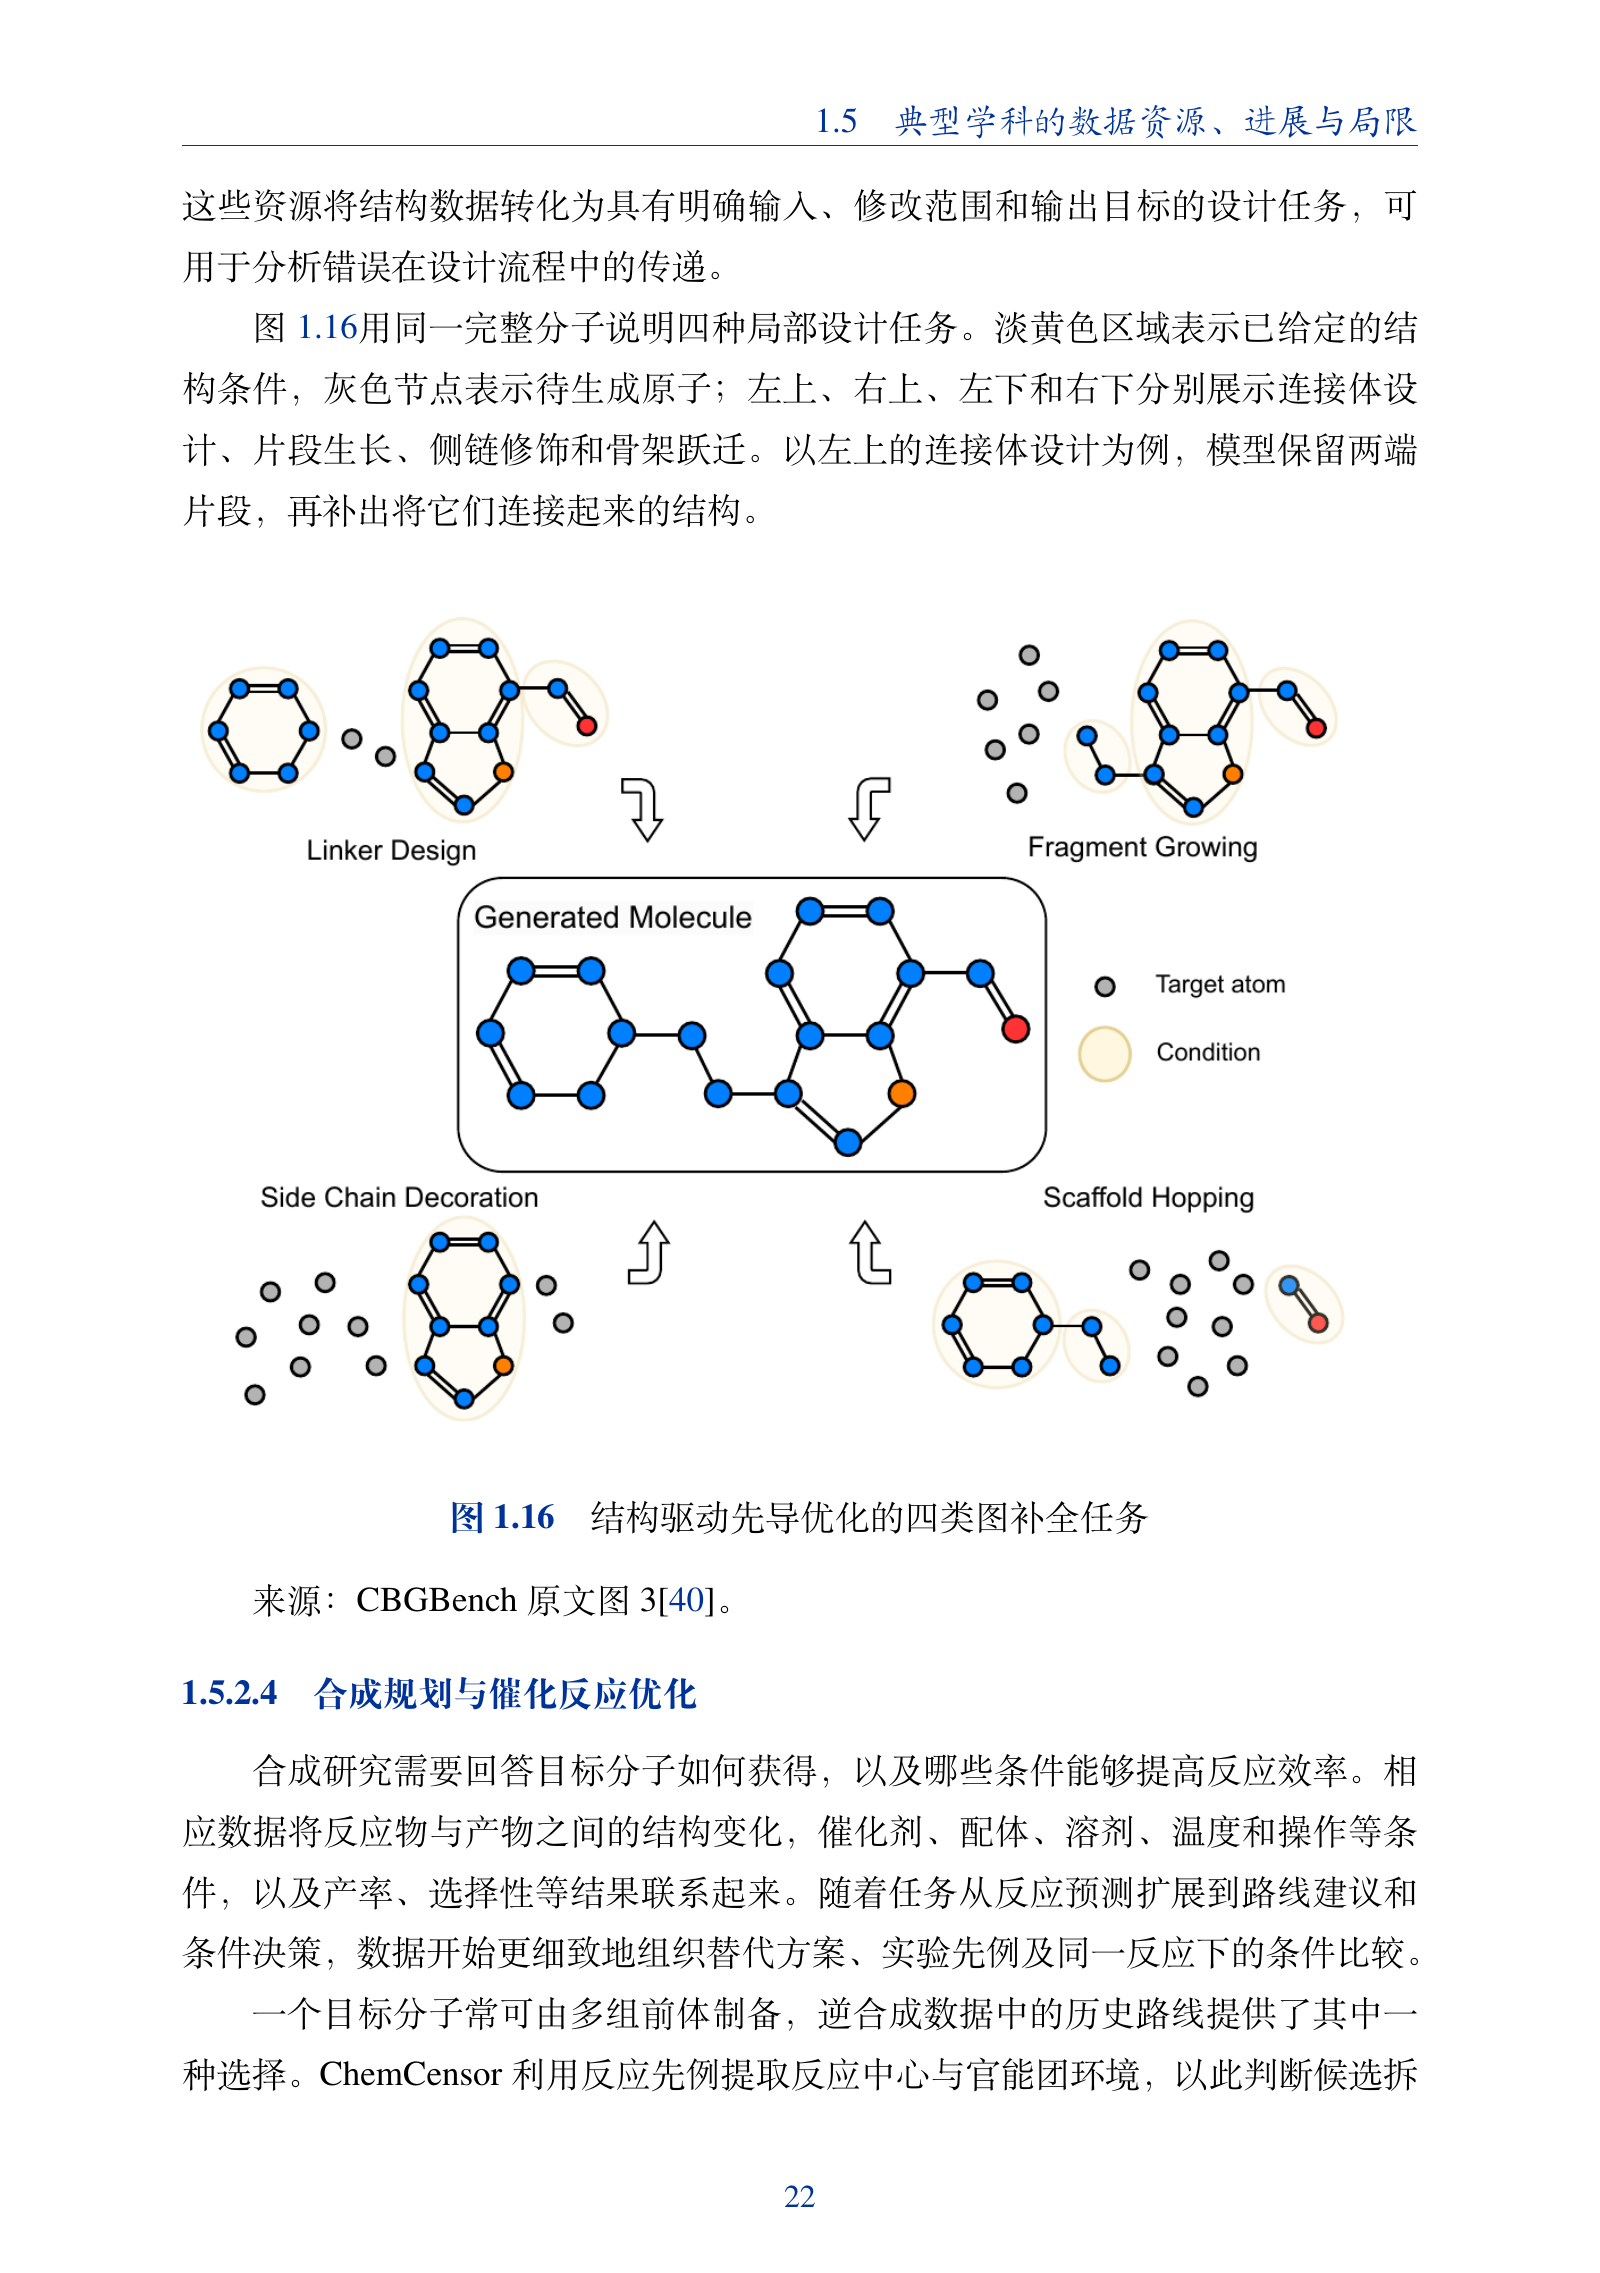 1.5 典型学科的数据资源、进展与局限
这些资源将结构数据转化为具有明确输入、修改范围和输出目标的设计任务，可
用于分析错误在设计流程中的传递。
图 1.16用同一完整分子说明四种局部设计任务。淡黄色区域表示已给定的结
构条件，灰色节点表示待生成原子；左上、右上、左下和右下分别展示连接体设
计、片段生长、侧链修饰和骨架跃迁。以左上的连接体设计为例，模型保留两端
片段，再补出将它们连接起来的结构。
Linker Design
Fragment Growing
Generated Molecule
Target atom
Condition
Side Chain Decoration
Scaffold Hopping
图 1.16 结构驱动先导优化的四类图补全任务
来源：CBGBench 原文图 3[40]。
1.5.2.4 合成规划与催化反应优化
合成研究需要回答目标分子如何获得，以及哪些条件能够提高反应效率。相
应数据将反应物与产物之间的结构变化，催化剂、配体、溶剂、温度和操作等条
件，以及产率、选择性等结果联系起来。随着任务从反应预测扩展到路线建议和
条件决策，数据开始更细致地组织替代方案、实验先例及同一反应下的条件比较。
一个目标分子常可由多组前体制备，逆合成数据中的历史路线提供了其中一
种选择。ChemCensor 利用反应先例提取反应中心与官能团环境，以此判断候选拆
22